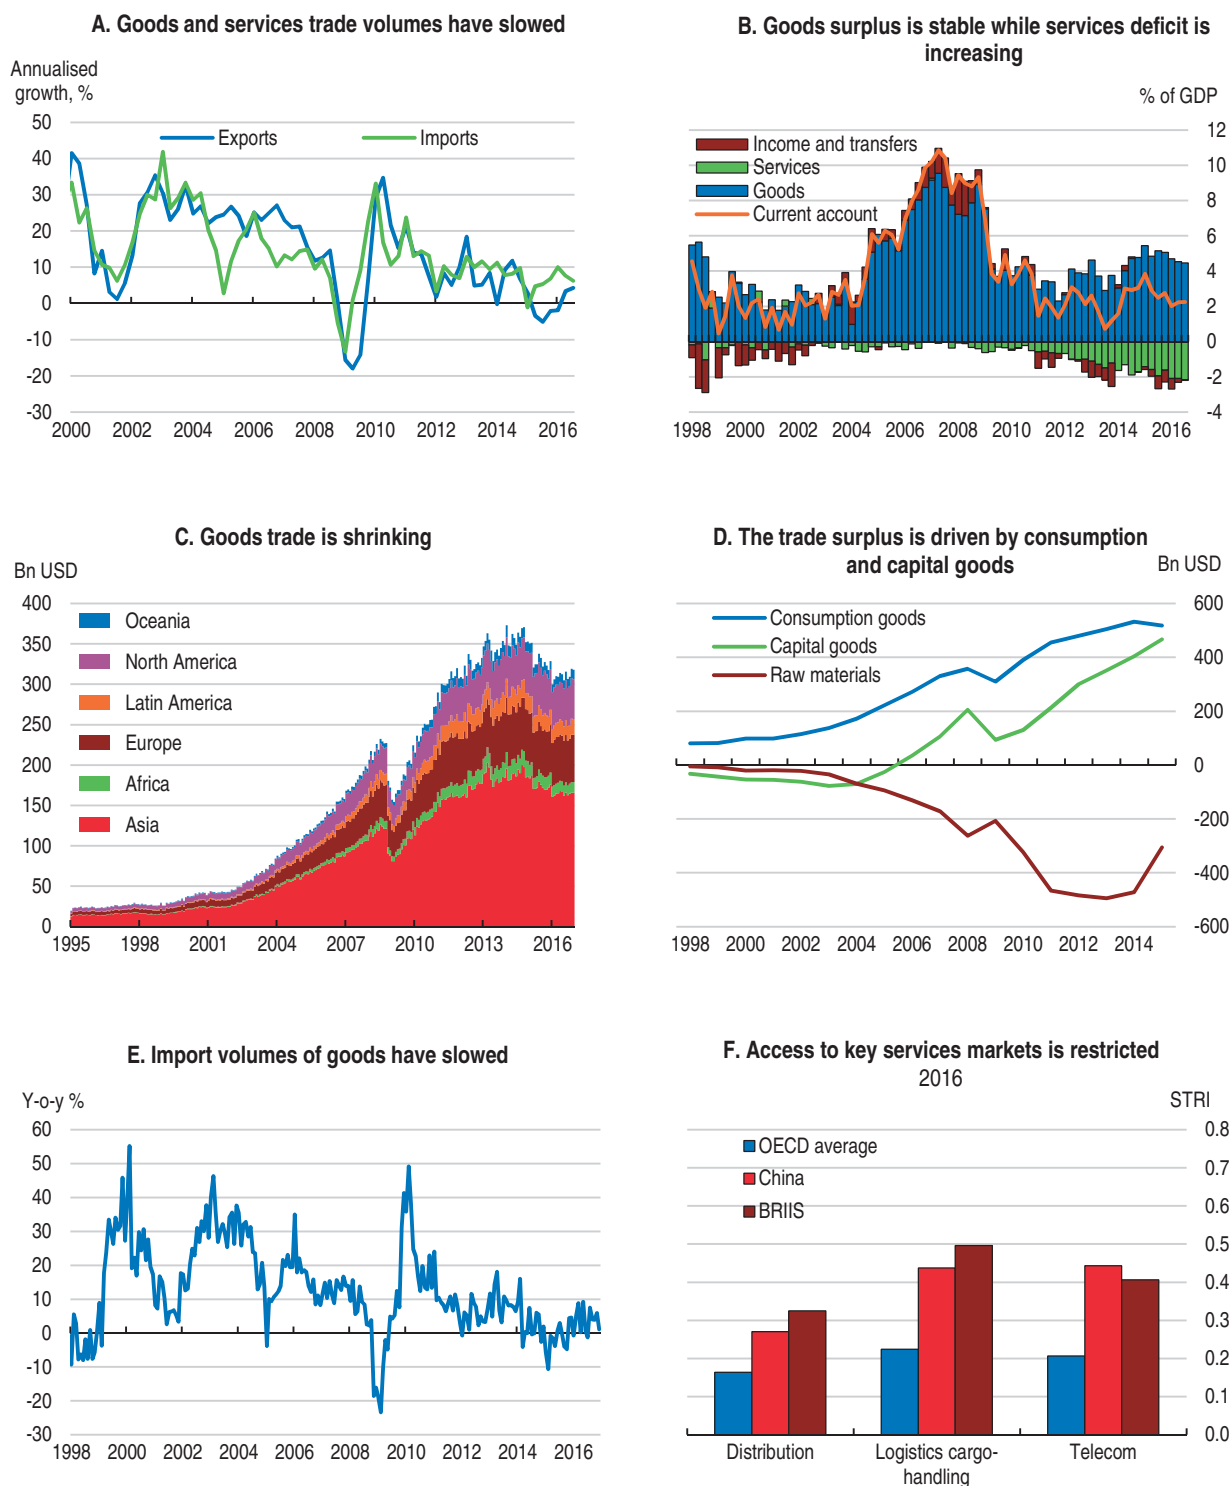 A. Goods and services trade volumes have slowed
Annualised
growth, %
50
40
30
20
10
0
-10
-20
-30
Exports
Imports
2000 2002 2004 2006 2008 2010 2012 2014 2016
B. Goods surplus is stable while services deficit is
increasing
% of GDP
12
10
8
6
4
2
0
-2
-4
Income and transfers
Services
Goods
Current account
1998 2000 2002 2004 2006 2008 2010 2012 2014 2016
C. Goods trade is shrinking
Bn USD
400
350
300
250
200
150
100
50
0
Oceania
North America
Latin America
Europe
Africa
Asia
1995 1998 2001 2004 2007 2010 2013 2016
D. The trade surplus is driven by consumption
and capital goods
Bn USD
600
400
200
0
-200
-400
-600
Consumption goods
Capital goods
Raw materials
1998 2000 2002 2004 2006 2008 2010 2012 2014
E. Import volumes of goods have slowed
Y-o-y %
60
50
40
30
20
10
0
-10
-20
-30
1998 2000 2002 2004 2006 2008 2010 2012 2014 2016
F. Access to key services markets is restricted
2016
STRI
0.8
0.7
0.6
0.5
0.4
0.3
0.2
0.1
0.0
OECD average
China
BRIIS
Distribution
Logistics cargo-
handling
Telecom